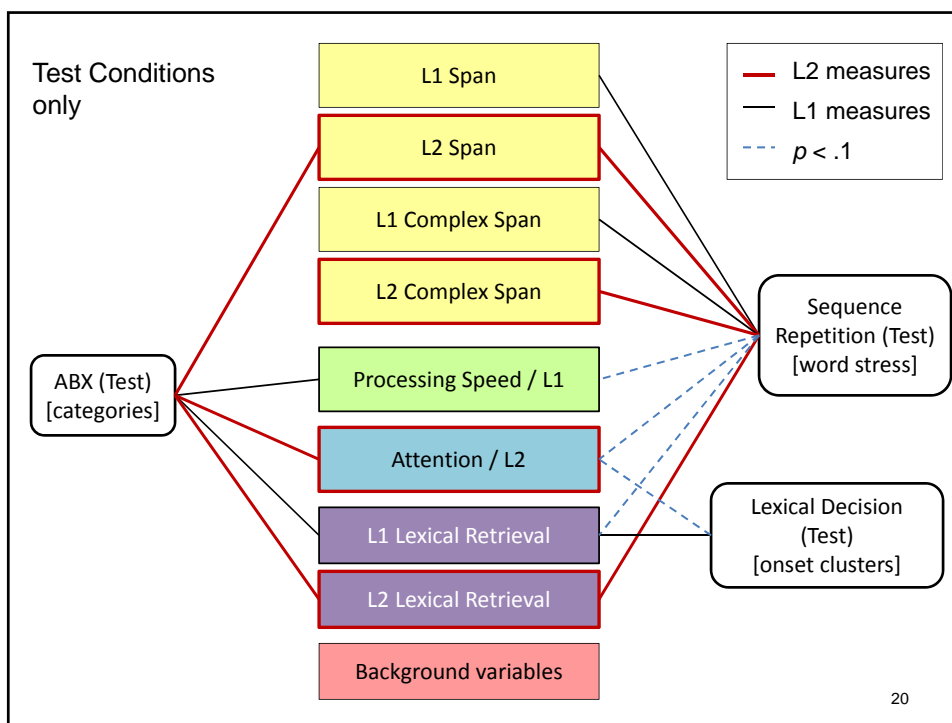 Test Conditions
only
L1 Span
L2 Span
L1 Complex Span
L2 Complex Span
Processing Speed / L1
Attention / L2
L1 Lexical Retrieval
L2 Lexical Retrieval
Background variables
ABX (Test)
[categories]
L2 measures
L1 measures
p < .1
Sequence
Repetition (Test)
[word stress]
Lexical Decision
(Test)
[onset clusters]
20